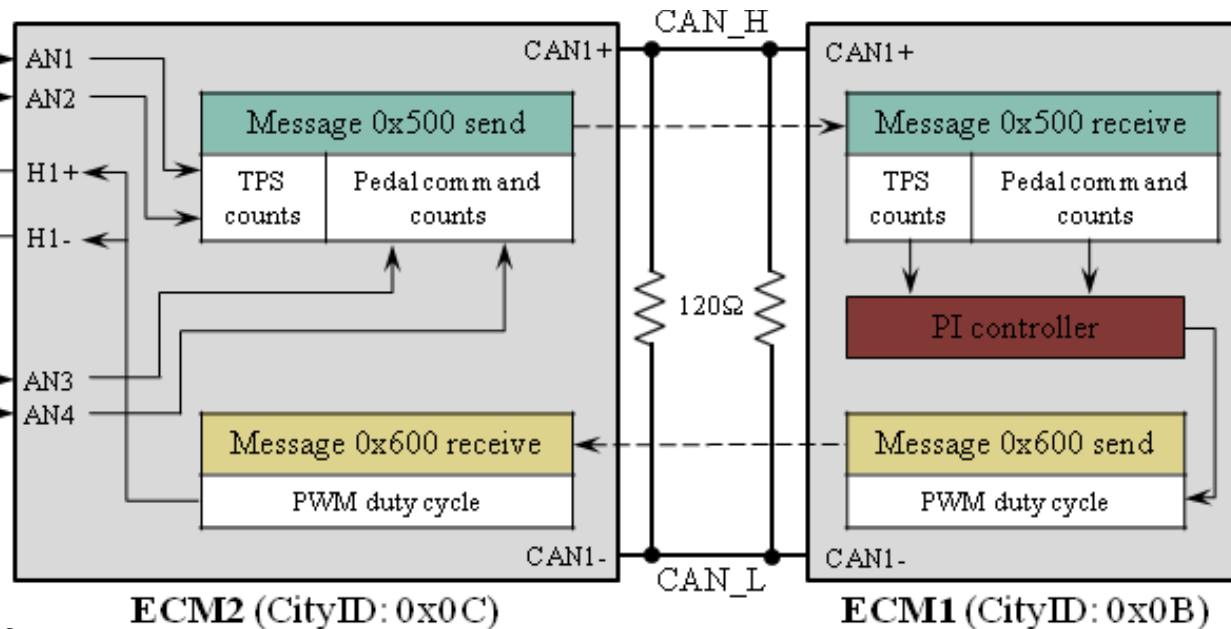 CAN_H
AN1
CAN1+
CAN1+
AN2
Message 0x500 send
Message 0x500 receive
H1+
TPS counts
Pedal command counts
TPS counts
Pedal command counts
H1-
120Ω
PI controller
AN3
AN4
Message 0x600 receive
Message 0x600 send
PWM duty cycle
PWM duty cycle
CAN1-
CAN1-
CAN_L
ECM2 (CityID: 0x0C)
ECM1 (CityID: 0x0B)